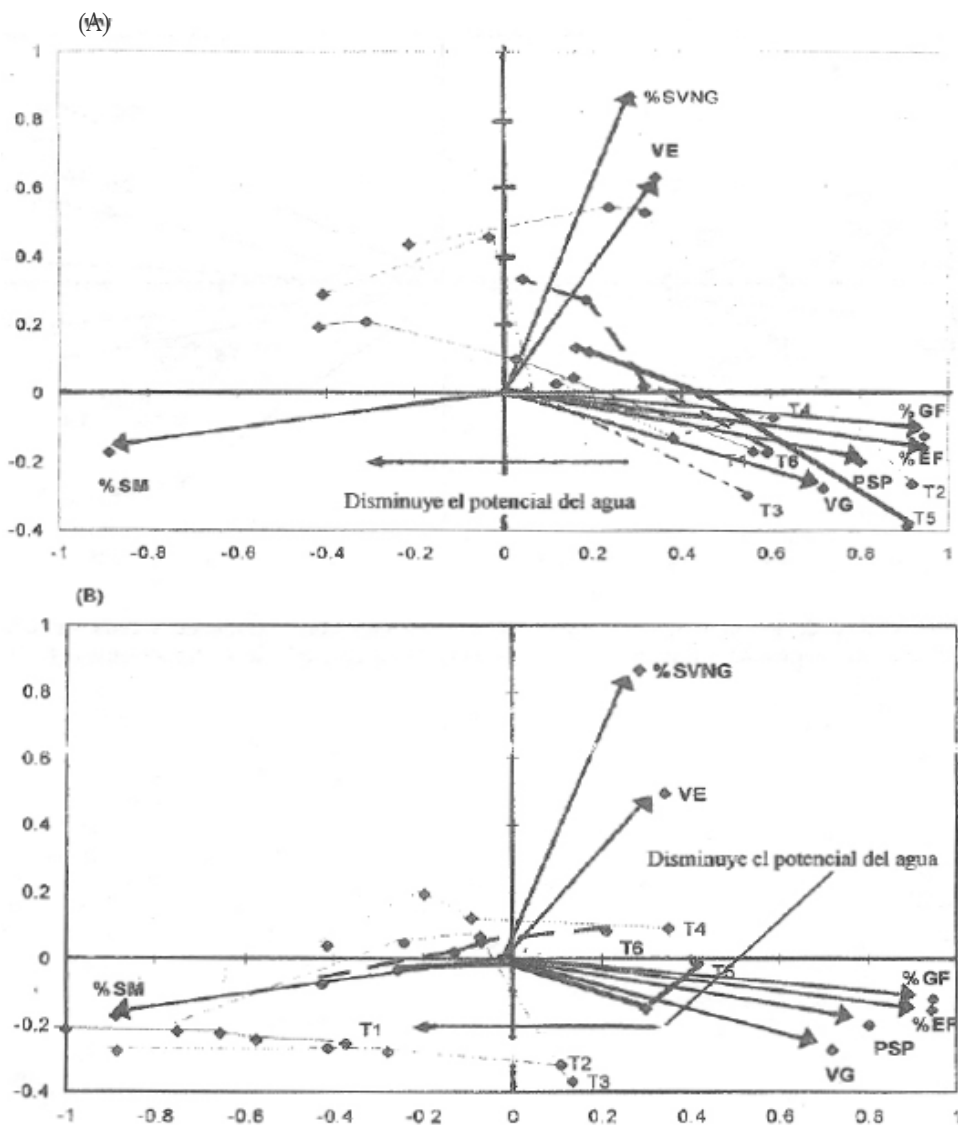 (A)
1
%SVNG
0.8
VE
0.6
0.4
0.2
0
T4
%GF
-0.2
%SM
T6
%EF
PSP
T2
Disminuye el potencial del agua
T3
VG
T5
-0.4
-1 -0.8 -0.6 -0.4 -0.2 0 0.2 0.4 0.6 0.8 1
(B)
1
%SVNG
0.8
0.6
VE
0.4
Disminuye el potencial del agua
0.2
T4
T6
0
T5
%SM
%GF
-0.2
T1
%EF
PSP
T2
VG
T3
-0.4
-1 -0.8 -0.6 -0.4 -0.2 0 0.2 0.4 0.6 0.8 1